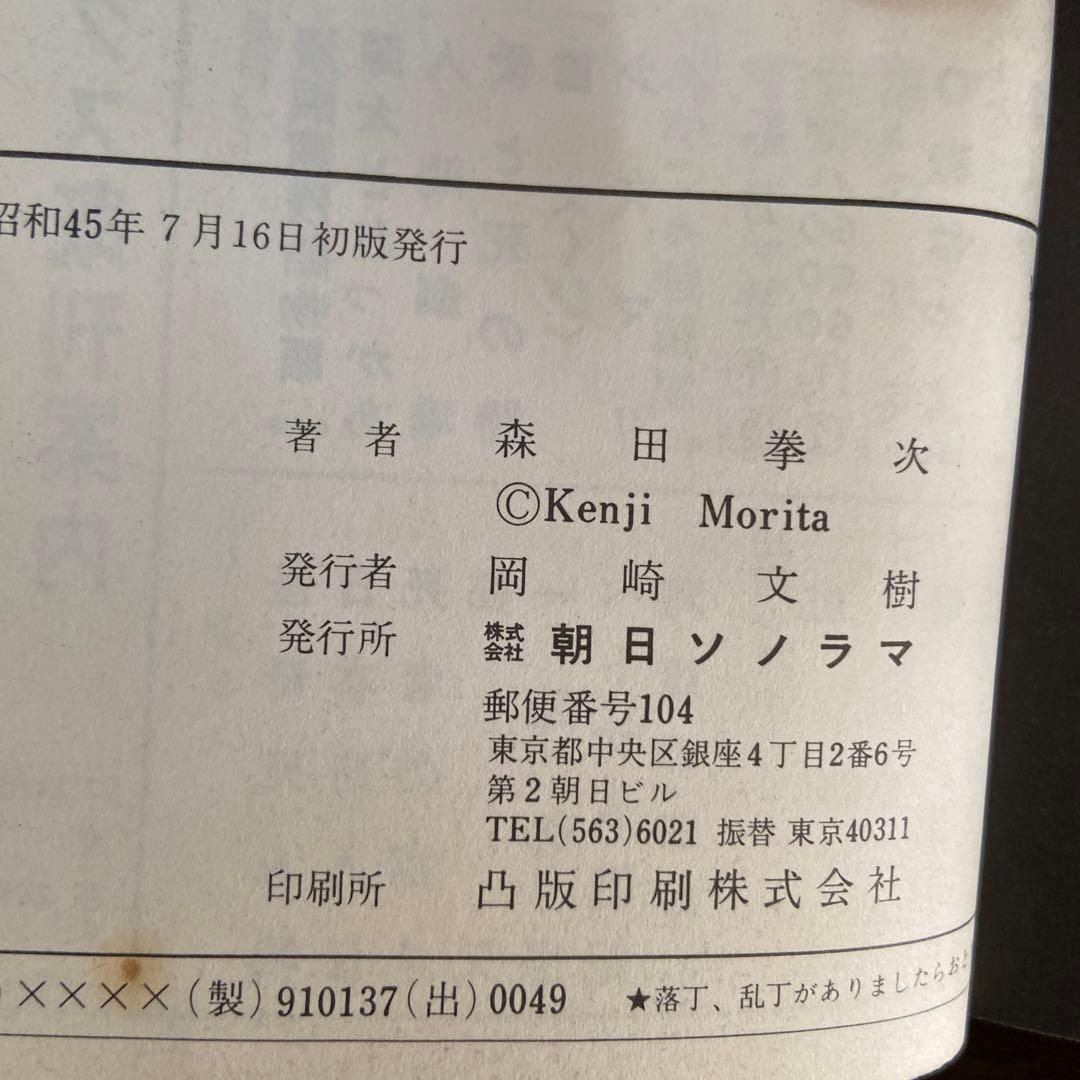 昭和45年7月16日初版発行
著者 森田拳次
©Kenji Morita
発行者 岡崎文樹
発行所 株式会社 朝日ソノラマ
郵便番号104
東京都中央区銀座4丁目2番6号
第2朝日ビル
TEL(563)6021 振替 東京40311
印刷所 凸版印刷株式会社
××××(製)910137(出)0049 ★落丁、乱丁がありましたらおと